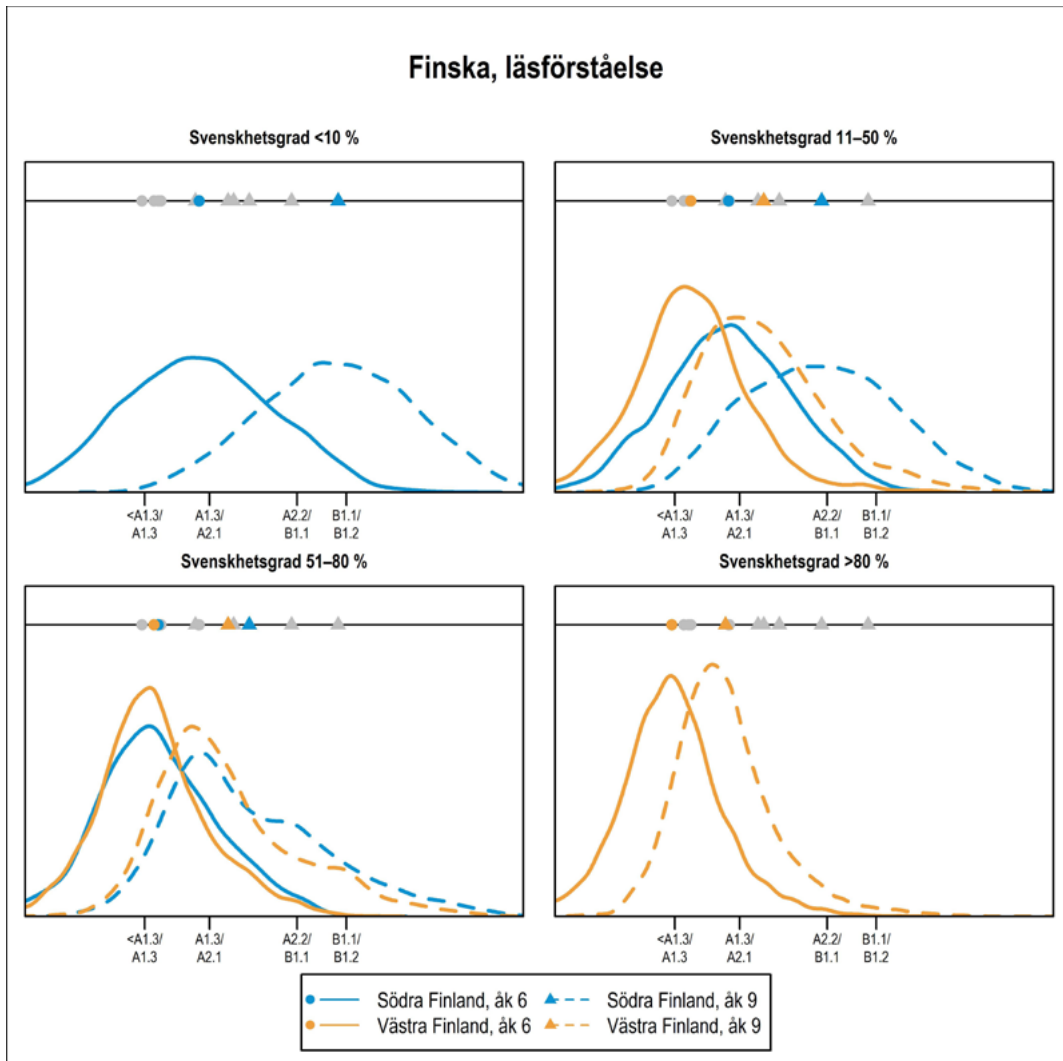 Finska, läsförståelse
Svenskhetsgrad <10 %
Svenskhetsgrad 11–50 %
<A1.3/
A1.3
A1.3/
A2.1
A2.2/
B1.1
B1.1/
B1.2
<A1.3/
A1.3
A1.3/
A2.1
A2.2/
B1.1
B1.1/
B1.2
Svenskhetsgrad 51–80 %
Svenskhetsgrad >80 %
<A1.3/
A1.3
A1.3/
A2.1
A2.2/
B1.1
B1.1/
B1.2
<A1.3/
A1.3
A1.3/
A2.1
A2.2/
B1.1
B1.1/
B1.2
Södra Finland, åk 6
Södra Finland, åk 9
Västra Finland, åk 6
Västra Finland, åk 9